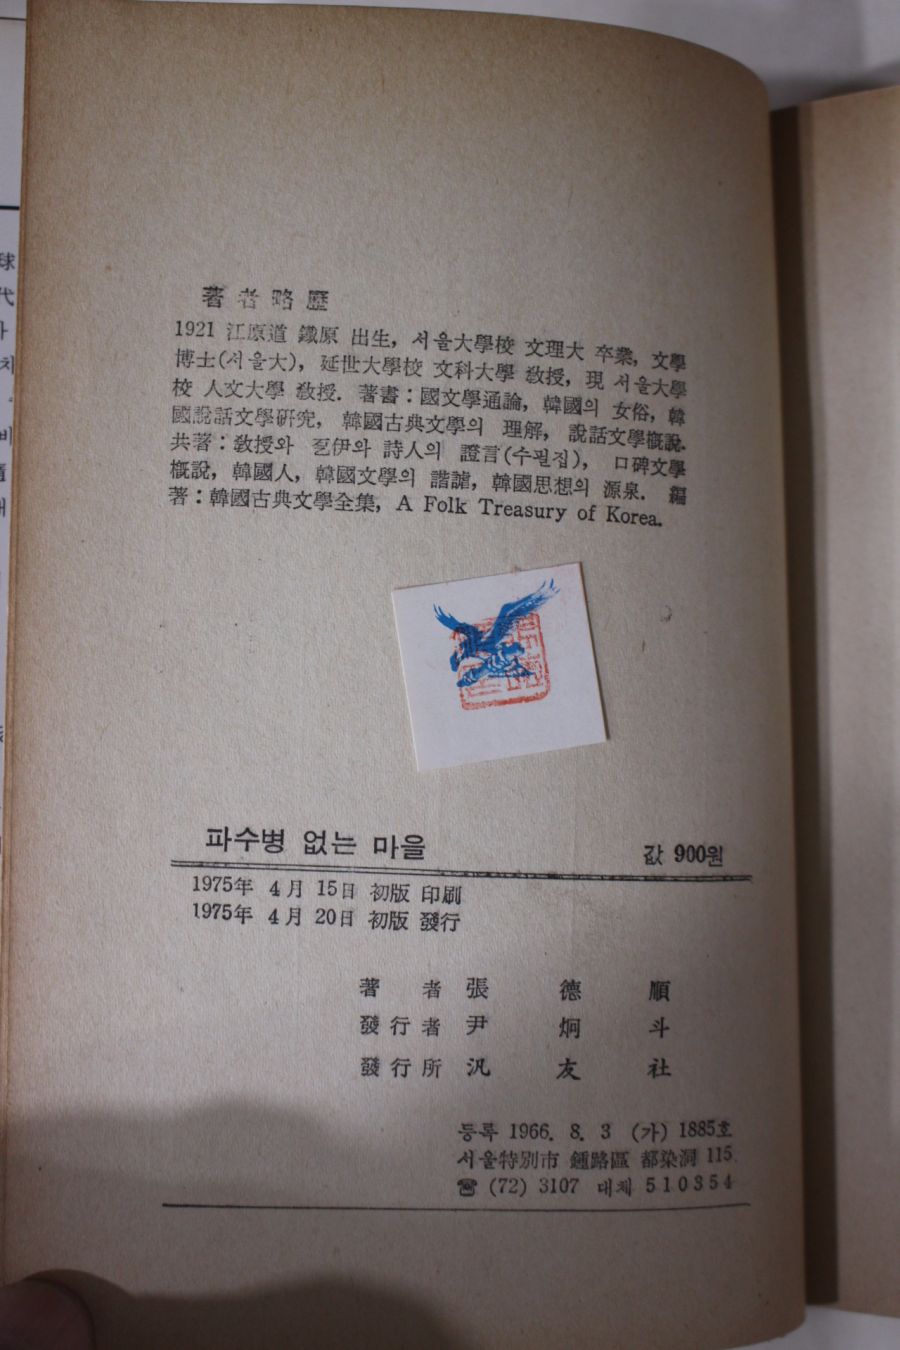 著者略歷
1921 江原道 鐵原 出生, 서울大學校 文理大 卒業, 文學
博士(서울大), 延世大學校 文科大學 敎授, 現 서울大學
校 人文大學 敎授. 著書 : 國文學通論, 韓國의 女俗, 韓
國說話文學硏究, 韓國古典文學의 理解, 說話文學槪說.
共著 : 敎授와 乭伊와 詩人의 證言(수필집), 口碑文學
槪說, 韓國人, 韓國文學의 諧謔, 韓國思想의 源泉. 編
著 : 韓國古典文學全集, A Folk Treasury of Korea.
파수병 없는 마을
값 900원
1975年 4月 15日 初版 印刷
1975年 4月 20日 初版 發行
著 者 張 德 順
發行者 尹 炯 斗
發行所 汎 友 社
등록 1966. 8. 3 (가) 1885호
서울特別市 鍾路區 都染洞 115
☎ (72) 3107 대체 510354